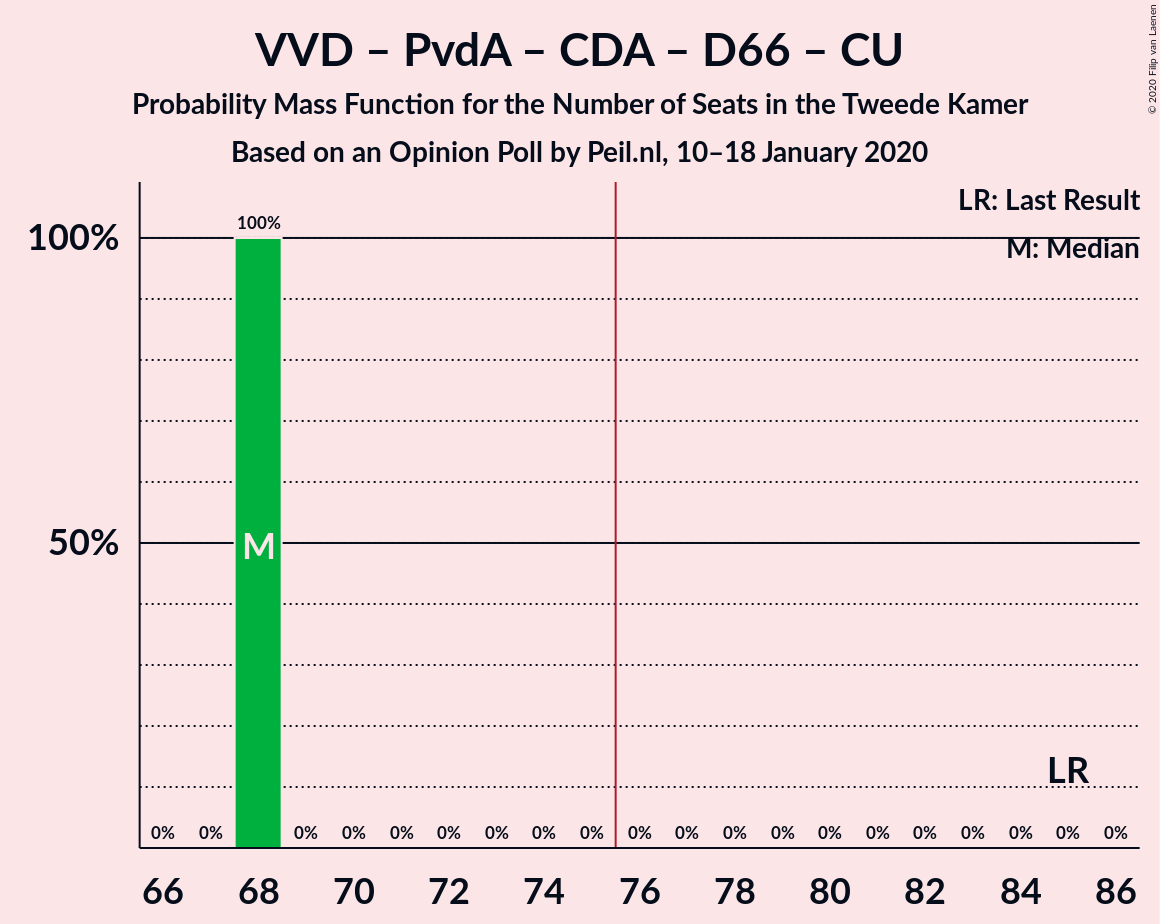 VVD – PvdA – CDA – D66 – CU
Probability Mass Function for the Number of Seats in the Tweede Kamer
Based on an Opinion Poll by Peil.nl, 10–18 January 2020
© 2020 Filip van Laenen
LR: Last Result
M: Median
100%
100%
50%
M
LR
0% 0% 0% 0% 0% 0% 0% 0% 0% 0% 0% 0% 0% 0% 0% 0% 0% 0% 0% 0%
66 68 70 72 74 76 78 80 82 84 86